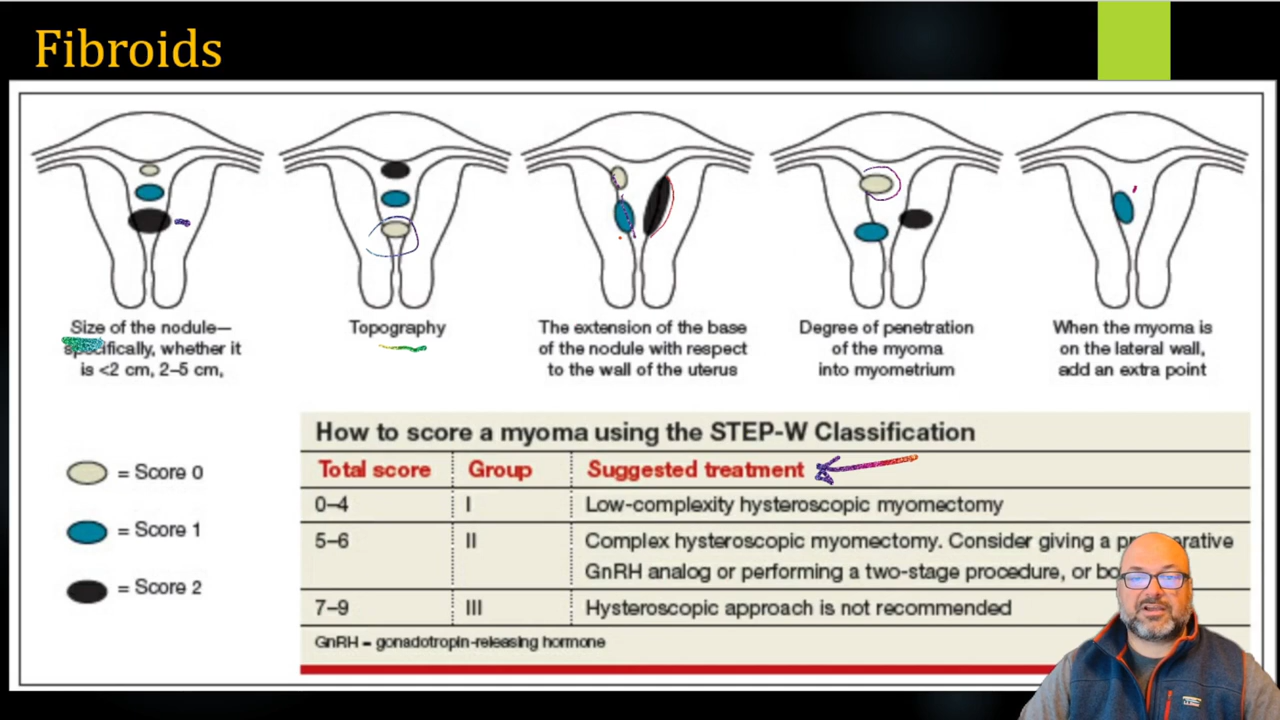 Fibroids
Size of the nodule—
specifically, whether it
is <2 cm, 2–5 cm,
Topography
The extension of the base
of the nodule with respect
to the wall of the uterus
Degree of penetration
of the myoma
into myometrium
When the myoma is
on the lateral wall,
add an extra point
= Score 0
= Score 1
= Score 2
How to score a myoma using the STEP-W Classification
Total score Group Suggested treatment
0–4 I Low-complexity hysteroscopic myomectomy
5–6 II Complex hysteroscopic myomectomy. Consider giving a
GnRH analog or performing a two-stage procedure, or
7–9 III Hysteroscopic approach is not recommended
GnRH = gonadotropin-releasing hormone